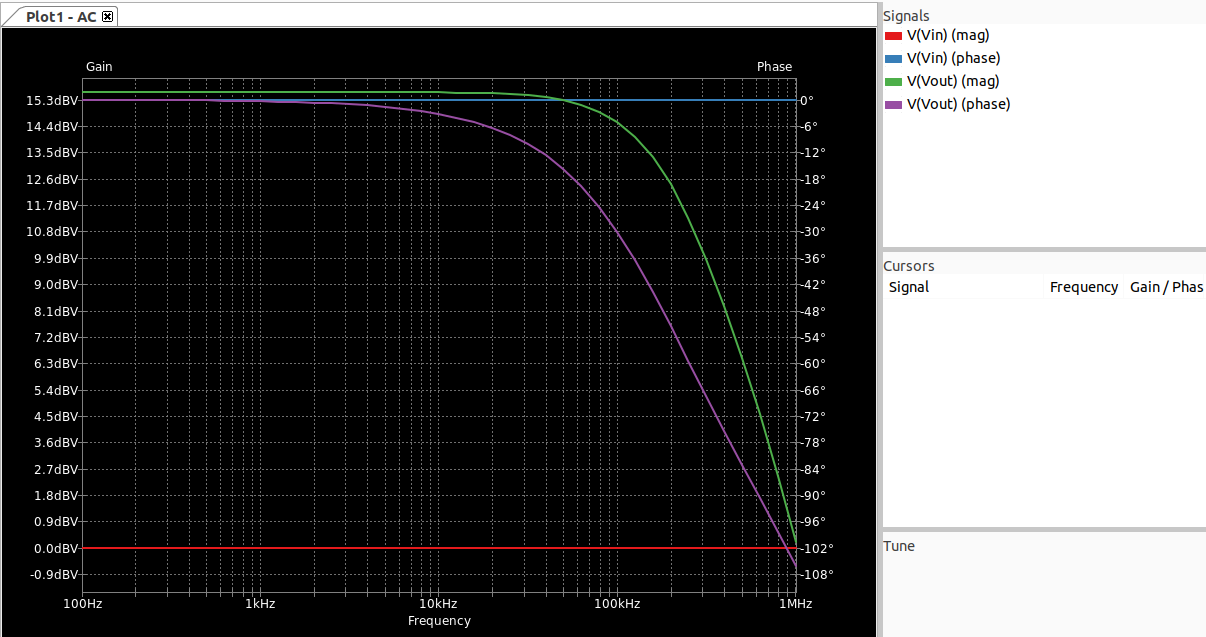 Plot1 - AC
Gain
Phase
15.3dBV
14.4dBV
13.5dBV
12.6dBV
11.7dBV
10.8dBV
9.9dBV
9.0dBV
8.1dBV
7.2dBV
6.3dBV
5.4dBV
4.5dBV
3.6dBV
2.7dBV
1.8dBV
0.9dBV
0.0dBV
-0.9dBV
0°
-6°
-12°
-18°
-24°
-30°
-36°
-42°
-48°
-54°
-60°
-66°
-72°
-78°
-84°
-90°
-96°
-102°
-108°
100Hz 1kHz 10kHz 100kHz 1MHz
Frequency
Signals
V(Vin) (mag)
V(Vin) (phase)
V(Vout) (mag)
V(Vout) (phase)
Cursors
Signal Frequency Gain / Phas
Tune